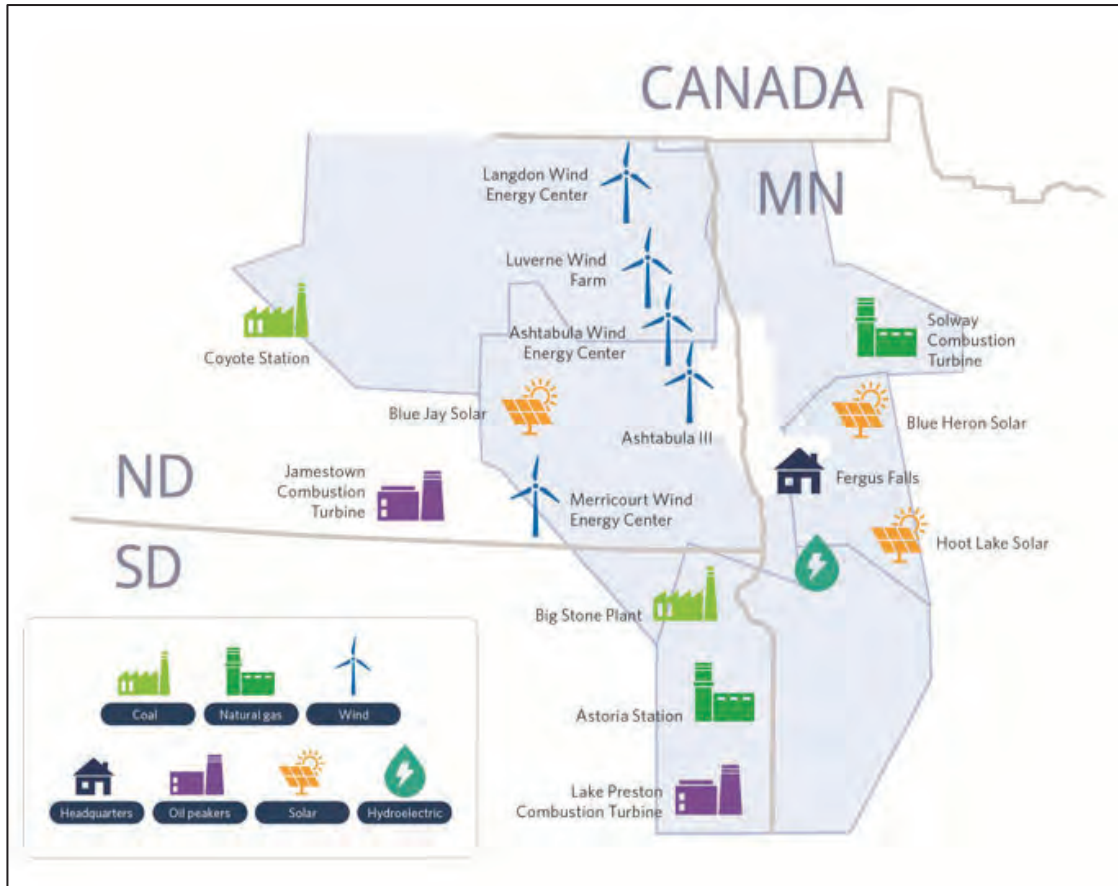 CANADA
MN
Langdon Wind
Energy Center
Luverne Wind
Farm
Ashtabula Wind
Energy Center
Solway
Combustion
Turbine
Coyote Station
Blue Jay Solar
Ashtabula III
Blue Heron Solar
ND
Jamestown
Combustion
Turbine
Merricourt Wind
Energy Center
Fergus Falls
Hoot Lake Solar
SD
Big Stone Plant
Astoria Station
Lake Preston
Combustion Turbine
Coal
Natural gas
Wind
Headquarters
Oil peakers
Solar
Hydroelectric